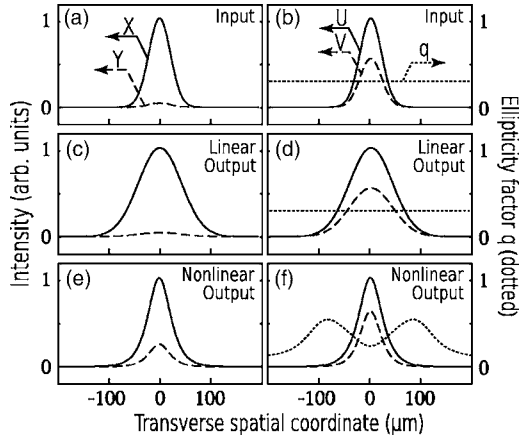 (a) X Input
Y
(b) U Input
V q
1
0
1
0
(c) Linear Output
(d) Linear Output
1
0
1
0
(e) Nonlinear Output
(f) Nonlinear Output
1
0
1
0
-100 0 100
-100 0 100
Intensity (arb. units)
Ellipticity factor q (dotted)
Transverse spatial coordinate (μm)